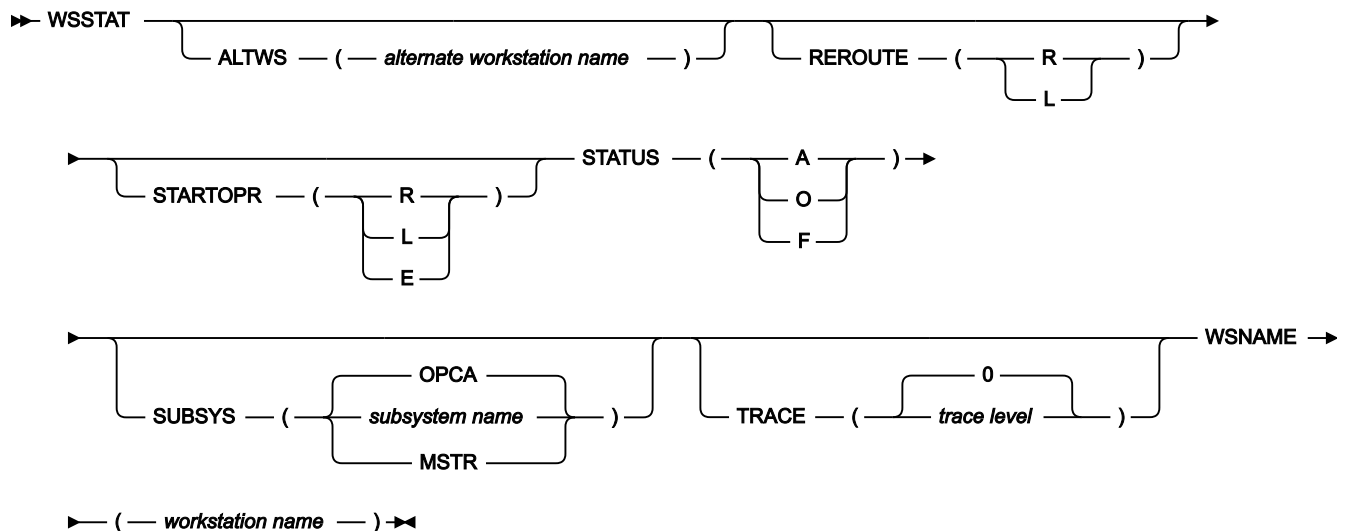 WSSTAT
ALTWS ( alternate workstation name ) REROUTE ( R )
L
STARTOPR ( R ) STATUS ( A )
L O
E F
OPCA 0 WSNAME
SUBSYS ( subsystem name ) TRACE ( trace level )
MSTR
( workstation name )